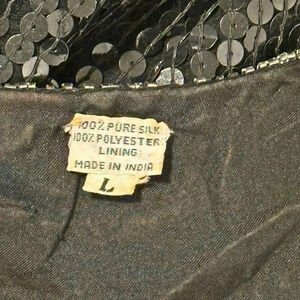 100% PURE SILK
100% POLYESTER
LINING
MADE IN INDIA
L